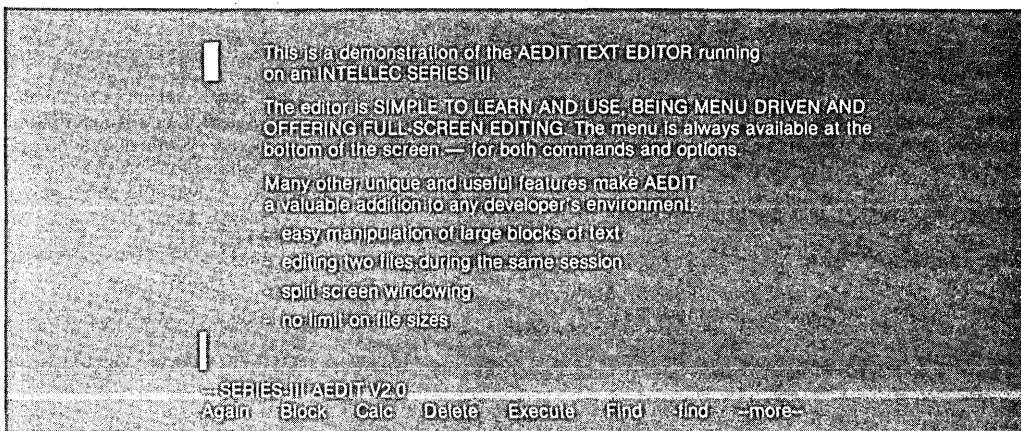 This is a demonstration of the AEDIT TEXT EDITOR running
on an INTELLEC SERIES III.
The editor is SIMPLE TO LEARN AND USE, BEING MENU DRIVEN AND
OFFERING FULL-SCREEN EDITING. The menu is always available at the
bottom of the screen — for both commands and options.
Many other unique and useful features make AEDIT
a valuable addition to any developer's environment:
- easy manipulation of large blocks of text
- editing two files during the same session
- split screen windowing
- no limit on file sizes
--- SERIES-III AEDIT V2.0
Again Block Calc Delete Execute Find -find --more--